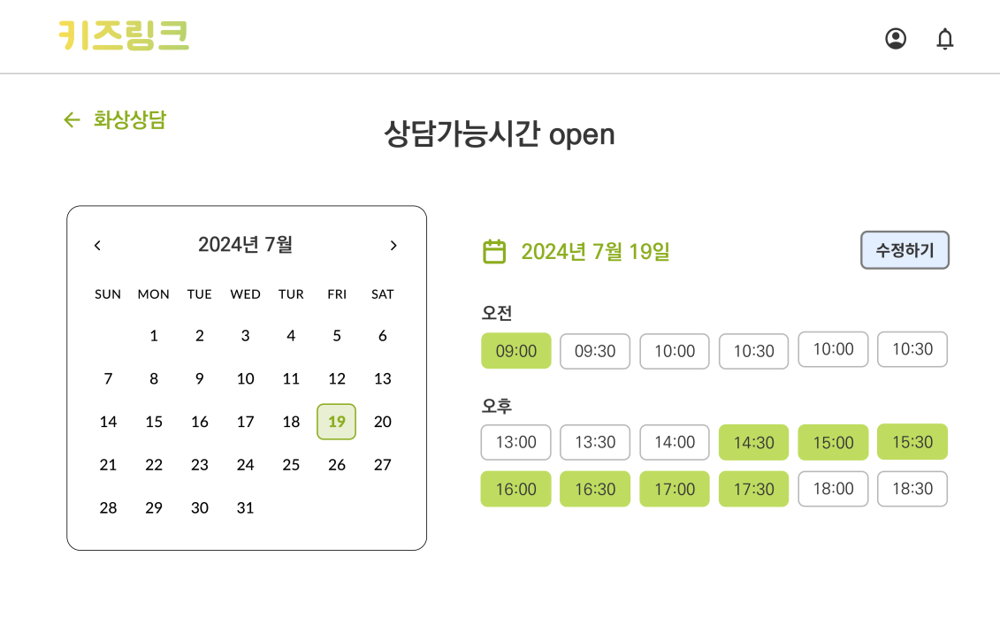 키즈링크
화상상담
상담가능시간 open
2024년 7월
SUN MON TUE WED TUR FRI SAT
1 2 3 4 5 6
7 8 9 10 11 12 13
14 15 16 17 18 19 20
21 22 23 24 25 26 27
28 29 30 31
2024년 7월 19일
수정하기
오전
09:00 09:30 10:00 10:30 10:00 10:30
오후
13:00 13:30 14:00 14:30 15:00 15:30
16:00 16:30 17:00 17:30 18:00 18:30